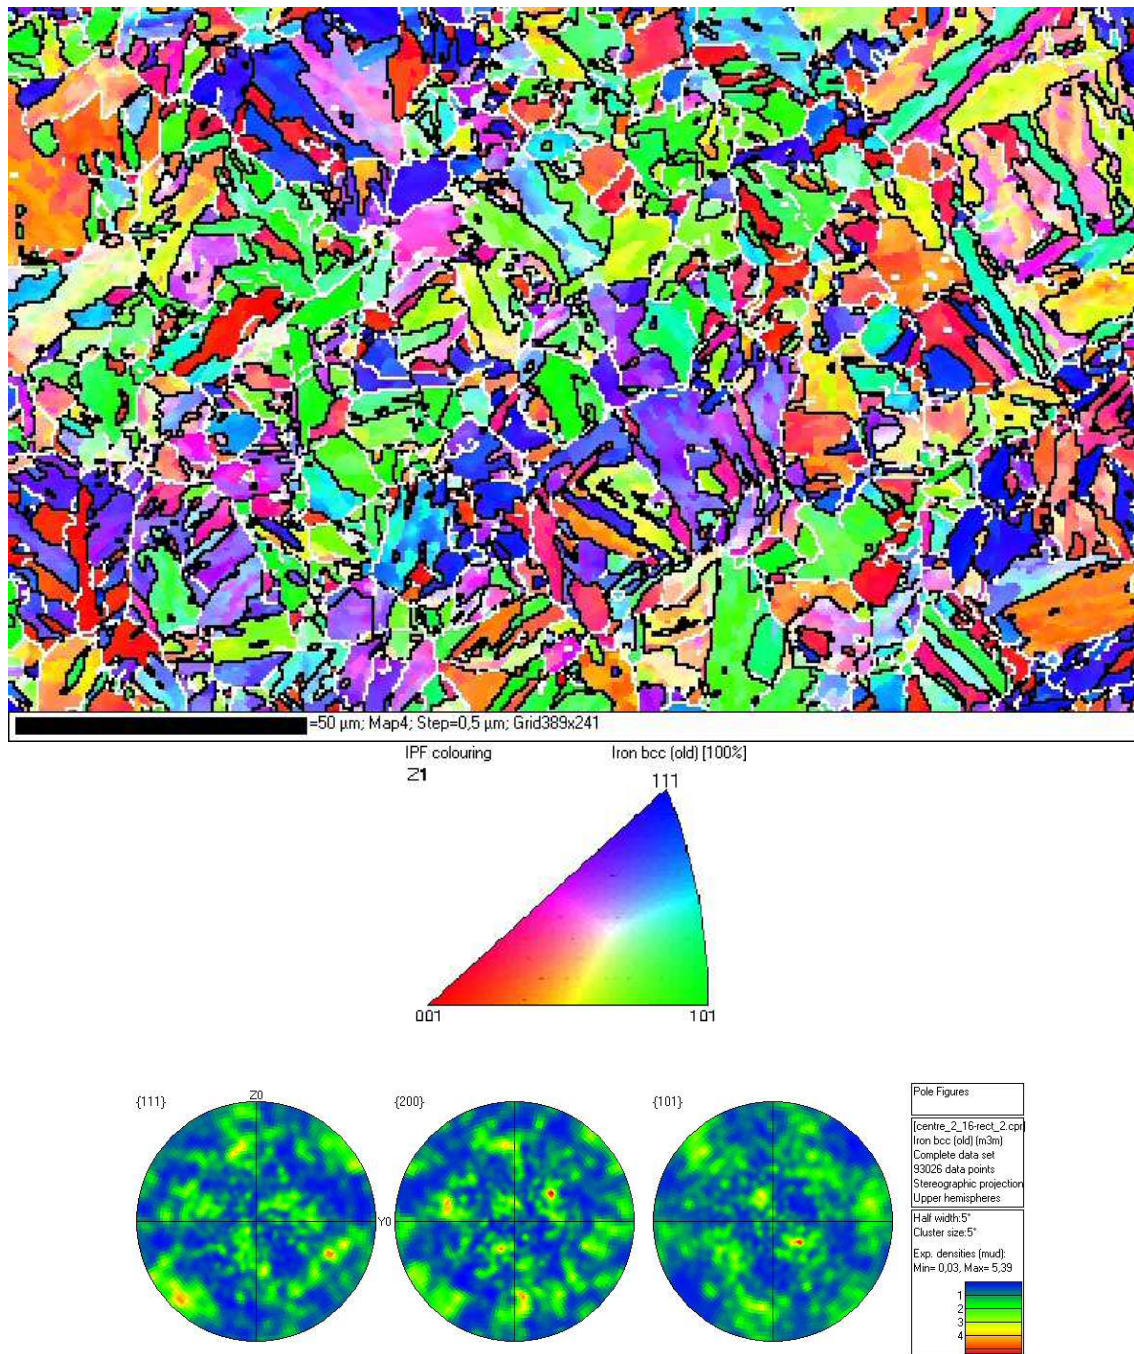 =50 µm; Map4; Step=0,5 µm; Grid389x241
IPF colouring
Z1
Iron bcc (old) [100%]
111
001
101
{111}
Z0
Y0
{200}
{101}
Pole Figures
[centre_2_16-rect_2.cpr]
Iron bcc (old) (m3m)
Complete data set
93026 data points
Stereographic projection
Upper hemispheres
Half width:5°
Cluster size:5°
Exp. densities (mud):
Min= 0,03, Max= 5,39
1
2
3
4